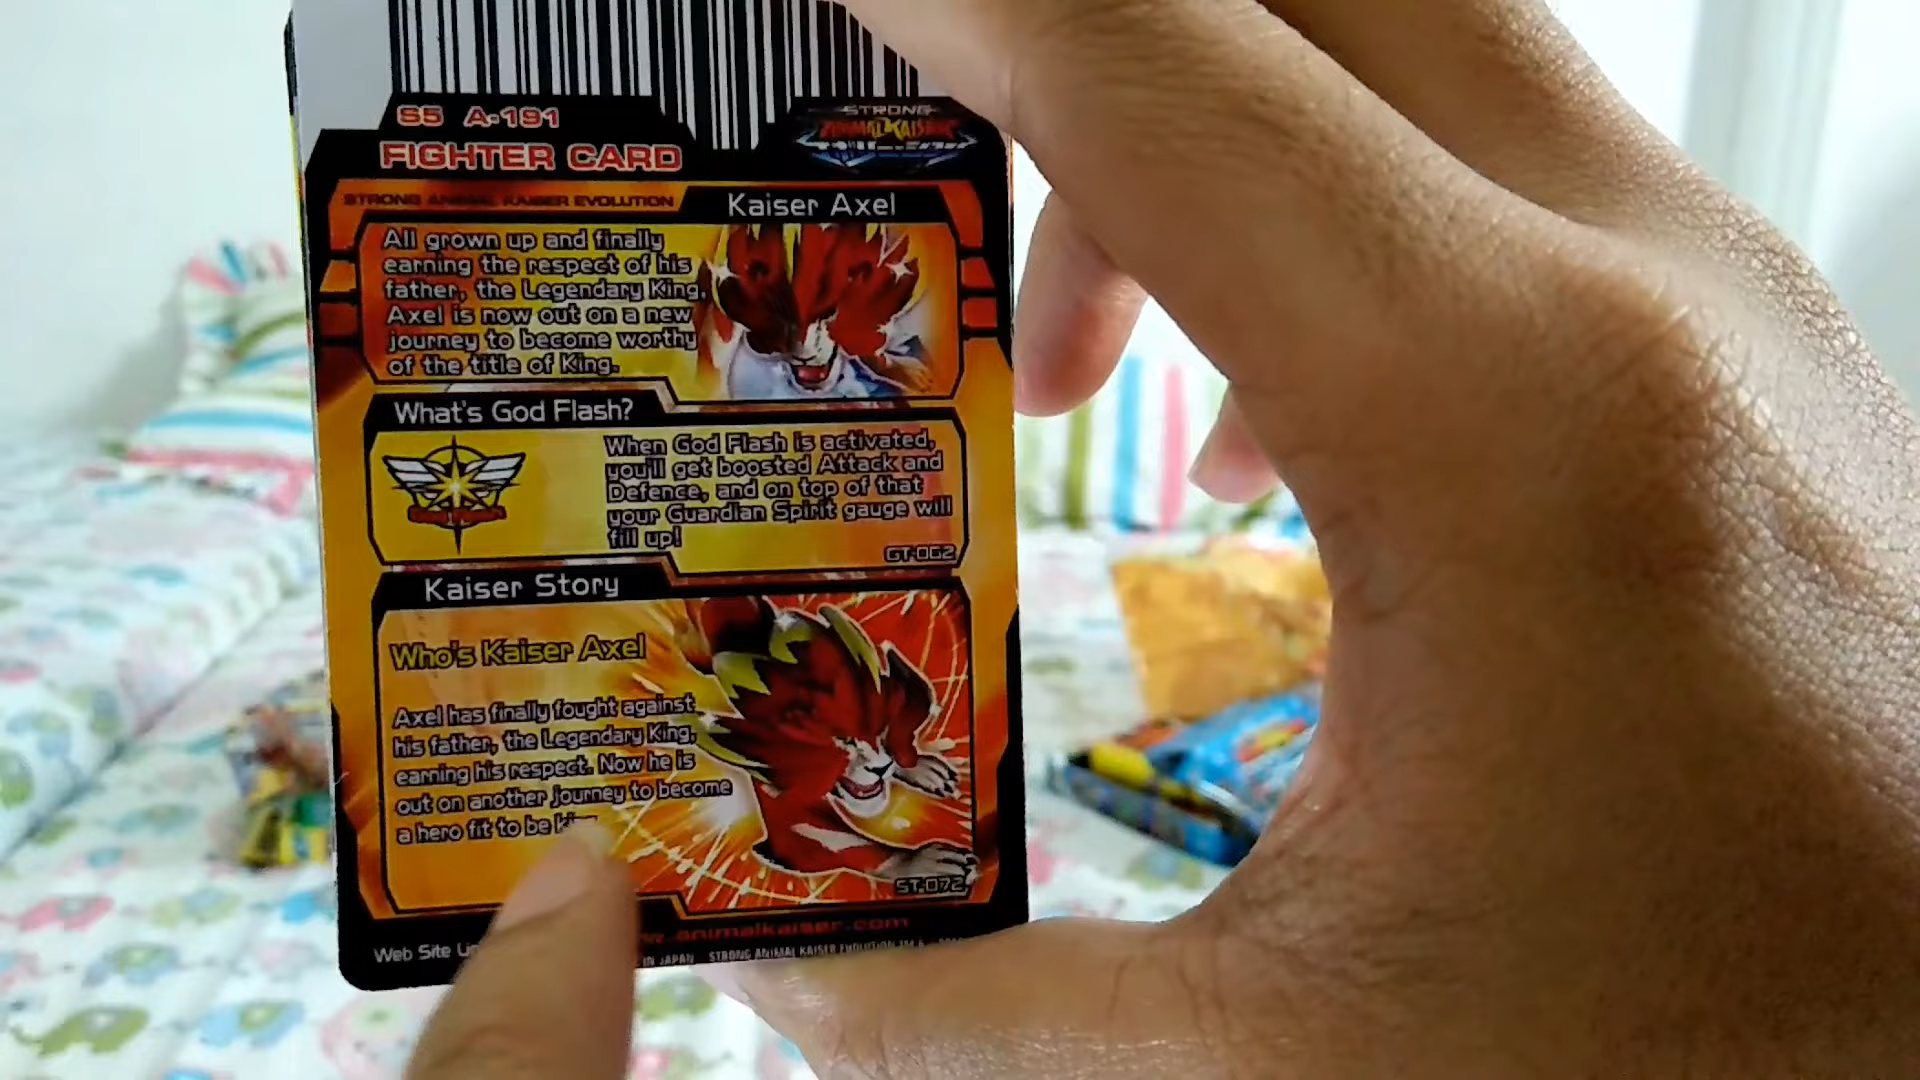 S5 A-191
FIGHTER CARD
STRONG
ANIMAL KAISER
EVOLUTION
STRONG ANIMAL KAISER EVOLUTION
Kaiser Axel
All grown up and finally
earning the respect of his
father, the Legendary King,
Axel is now out on a new
journey to become worthy
of the title of King.
What's God Flash?
When God Flash is activated,
you'll get boosted Attack and
Defence, and on top of that
your Guardian Spirit gauge will
fill up!
GT-062
Kaiser Story
Who's Kaiser Axel
Axel has finally fought against
his father, the Legendary King,
earning his respect. Now he is
out on another journey to become
a hero fit to be
ST-072
w.animalkaiser.com
Web Site
IN JAPAN STRONG ANIMAL KAISER EVOLUTION TM &